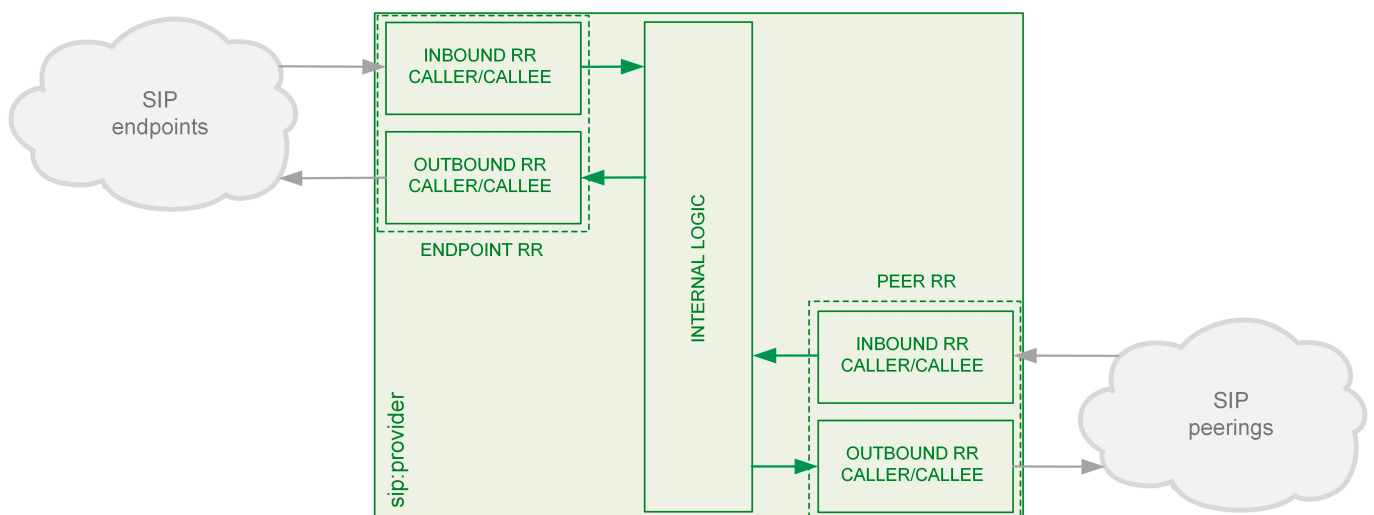 SIP
endpoints
INBOUND RR
CALLER/CALLEE
OUTBOUND RR
CALLER/CALLEE
ENDPOINT RR
INTERNAL LOGIC
PEER RR
INBOUND RR
CALLER/CALLEE
OUTBOUND RR
CALLER/CALLEE
SIP
peerings
sip:provider